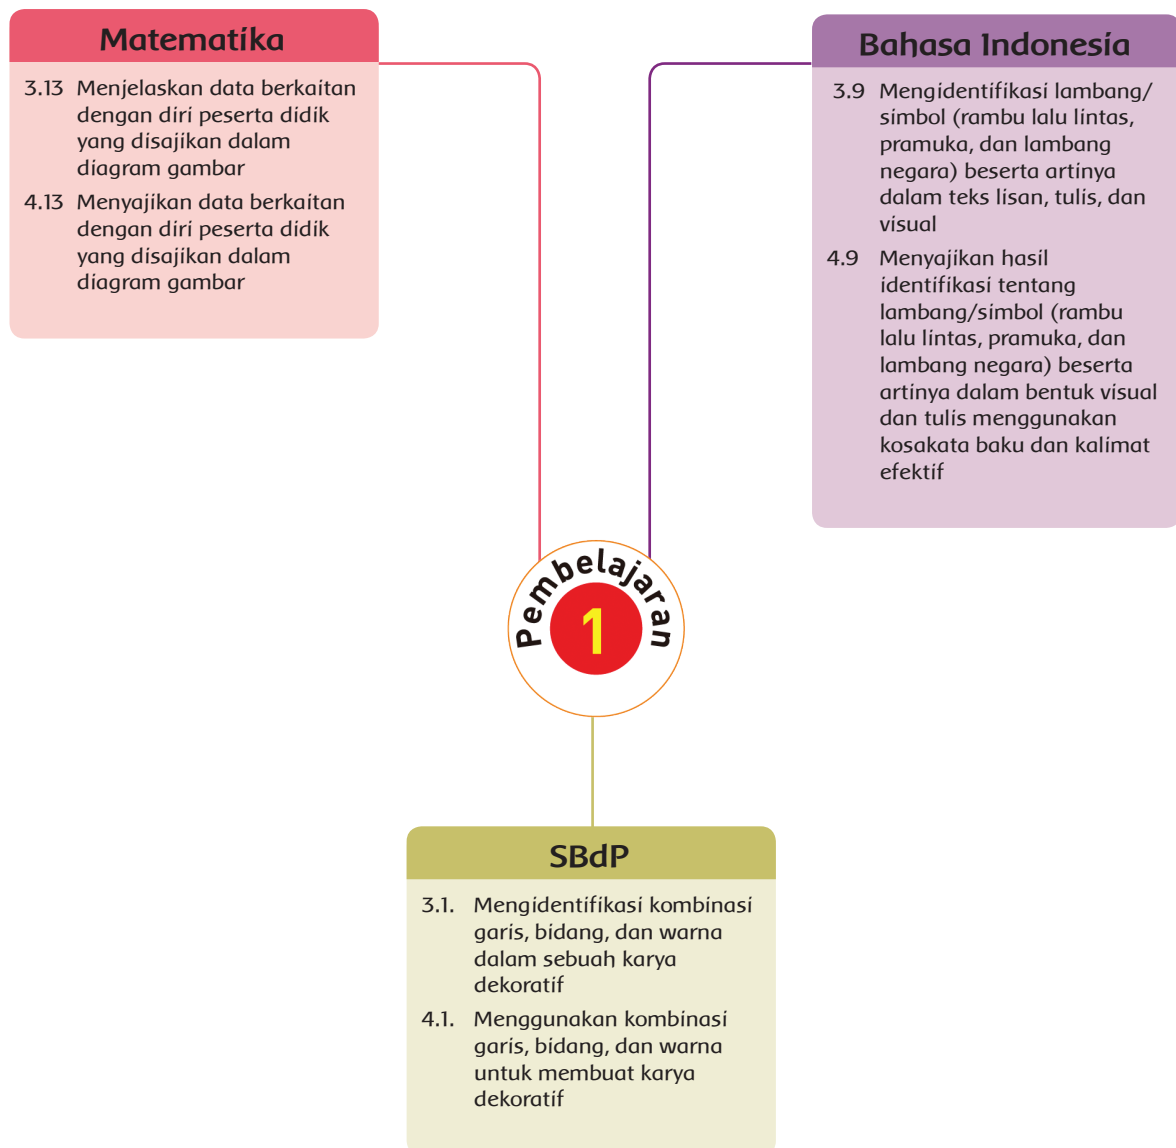 Matematika
3.13 Menjelaskan data berkaitan
dengan diri peserta didik
yang disajikan dalam
diagram gambar
4.13 Menyajikan data berkaitan
dengan diri peserta didik
yang disajikan dalam
diagram gambar
Bahasa Indonesia
3.9 Mengidentifikasi lambang/
simbol (rambu lalu lintas,
pramuka, dan lambang
negara) beserta artinya
dalam teks lisan, tulis, dan
visual
4.9 Menyajikan hasil
identifikasi tentang
lambang/simbol (rambu
lalu lintas, pramuka, dan
lambang negara) beserta
artinya dalam bentuk visual
dan tulis menggunakan
kosakata baku dan kalimat
efektif
Pembelajaran
1
SBdP
3.1. Mengidentifikasi kombinasi
garis, bidang, dan warna
dalam sebuah karya
dekoratif
4.1. Menggunakan kombinasi
garis, bidang, dan warna
untuk membuat karya
dekoratif